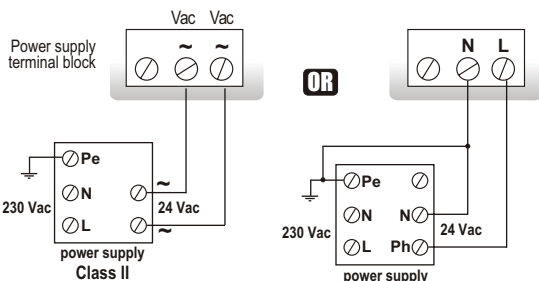 Vac Vac
Power supply
terminal block
~ ~
Pe
~
N
230 Vac
24 Vac
L
~
power supply
Class II
OR
N L
Pe
N N
230 Vac
24 Vac
L Ph
power supply